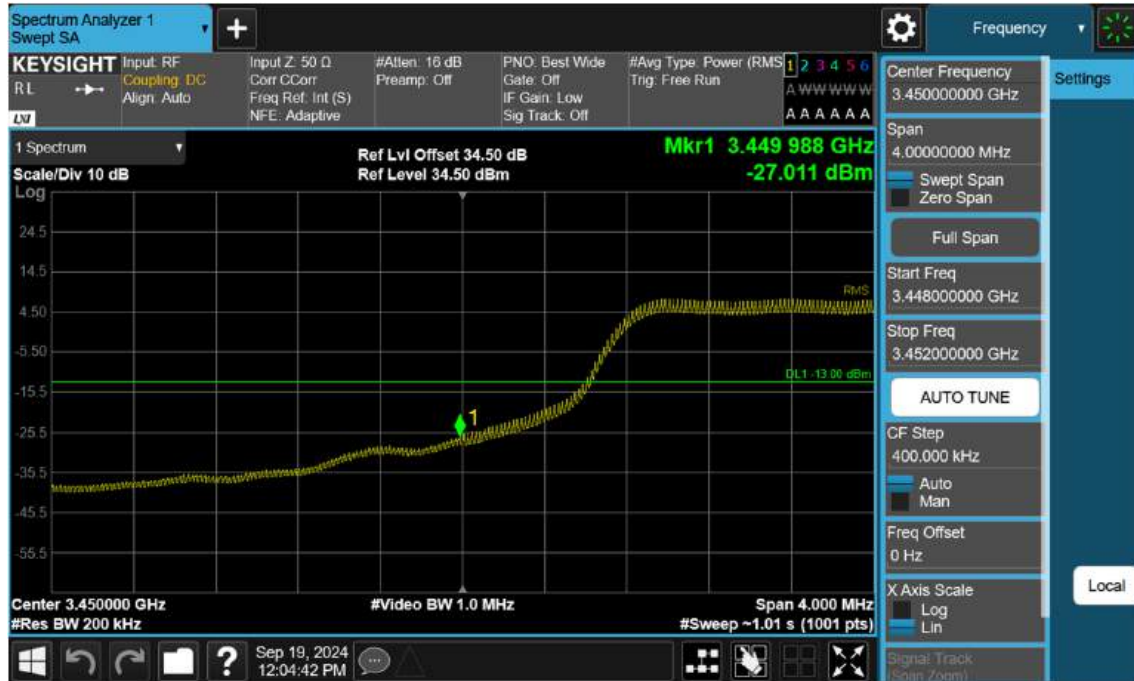 Spectrum Analyzer 1
Swept SA
+
Frequency
KEYSIGHT
RL
LXI
Input: RF
Coupling: DC
Align: Auto
Input Z: 50 Ω
Corr CCorr
Freq Ref: Int (S)
NFE: Adaptive
#Atten: 16 dB
Preamp: Off
PNO: Best Wide
Gate: Off
IF Gain: Low
Sig Track: Off
#Avg Type: Power (RMS
Trig: Free Run
1 2 3 4 5 6
A W W W W W
A A A A A A
1 Spectrum
Scale/Div 10 dB
Ref Lvl Offset 34.50 dB
Ref Level 34.50 dBm
Mkr1 3.449 988 GHz
-27.011 dBm
Log
24.5
14.5
4.50
-5.50
-15.5
-25.5
-35.5
-45.5
-55.5
RMS
DL1 -13.00 dBm
1
Center 3.450000 GHz
#Res BW 200 kHz
#Video BW 1.0 MHz
Span 4.000 MHz
#Sweep ~1.01 s (1001 pts)
Center Frequency
3.450000000 GHz
Settings
Span
4.00000000 MHz
Swept Span
Zero Span
Full Span
Start Freq
3.448000000 GHz
Stop Freq
3.452000000 GHz
AUTO TUNE
CF Step
400.000 kHz
Auto
Man
Freq Offset
0 Hz
X Axis Scale
Log
Lin
Local
Signal Track
(Span Zoom)
?
Sep 19, 2024
12:04:42 PM